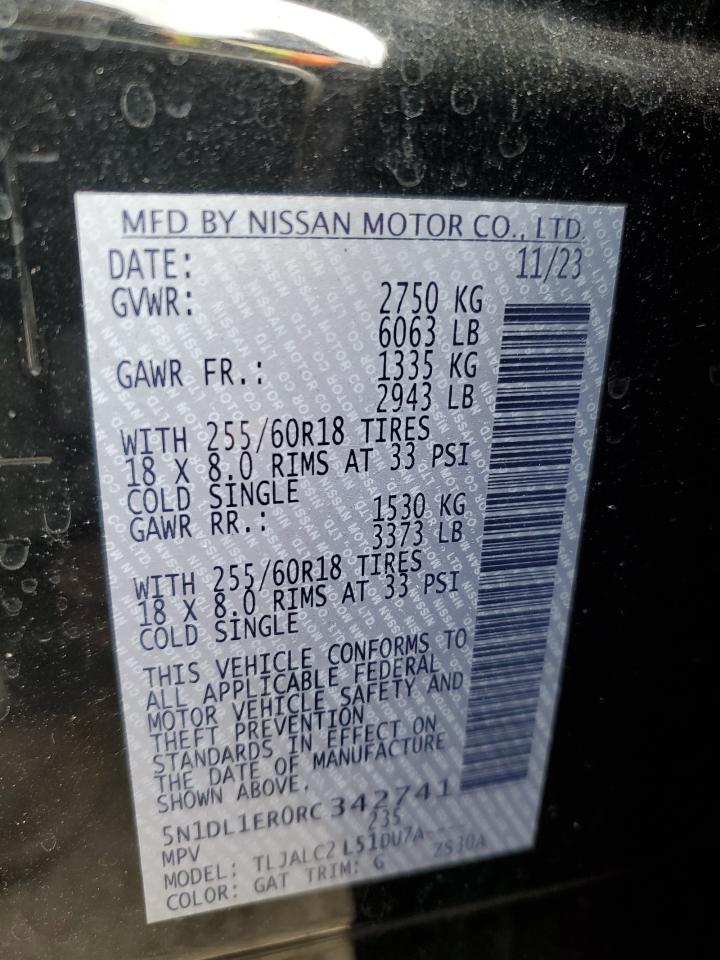 MFD BY NISSAN MOTOR CO., LTD.
DATE: 11/23
GVWR: 2750 KG
6063 LB
GAWR FR.: 1335 KG
2943 LB
WITH 255/60R18 TIRES
18 X 8.0 RIMS AT 33 PSI
COLD SINGLE
GAWR RR.: 1530 KG
3373 LB
WITH 255/60R18 TIRES
18 X 8.0 RIMS AT 33 PSI
COLD SINGLE
THIS VEHICLE CONFORMS TO
ALL APPLICABLE FEDERAL
MOTOR VEHICLE SAFETY AND
THEFT PREVENTION
STANDARDS IN EFFECT ON
THE DATE OF MANUFACTURE
SHOWN ABOVE.
5N1DL1ER0RC 342741
MPV 235
MODEL: TLJALC2 L51DU7A----
COLOR: GAT TRIM: G ZS30A